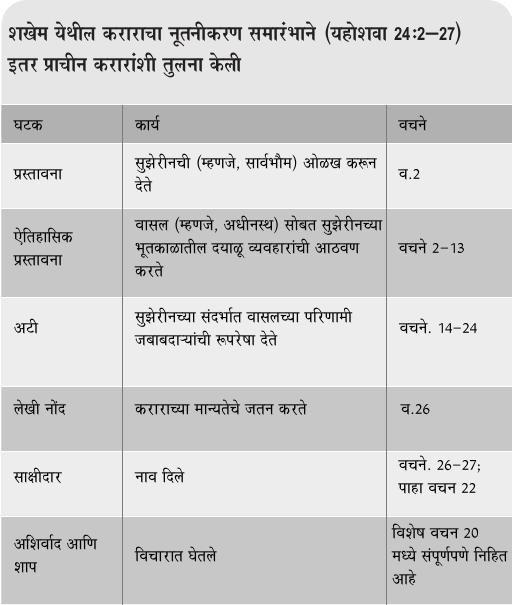 शखेम येथील कराराचा नूतनीकरण समारंभाने (यहोशवा 24:2–27)
इतर प्राचीन करारांशी तुलना केली
घटक कार्य वचने
प्रस्तावना
सुझेरीनची (म्हणजे, सार्वभौम) ओळख करून
देते
व.2
ऐतिहासिक
प्रस्तावना
वासल (म्हणजे, अधीनस्थ) सोबत सुझेरीनच्या
भूतकाळातील दयाळू व्यवहारांची आठवण
करते
वचने 2–13
अटी
सुझेरीनच्या संदर्भात वासलच्या परिणामी
जबाबदाऱ्यांची रूपरेषा देते
वचने. 14–24
लेखी नोंद
कराराच्या मान्यतेचे जतन करते
व.26
साक्षीदार
नाव दिले
वचने. 26–27;
पाहा वचन 22
अशिर्वाद आणि
शाप
विचारात घेतले
विशेष वचन 20
मध्ये संपूर्णपणे निहित
आहे